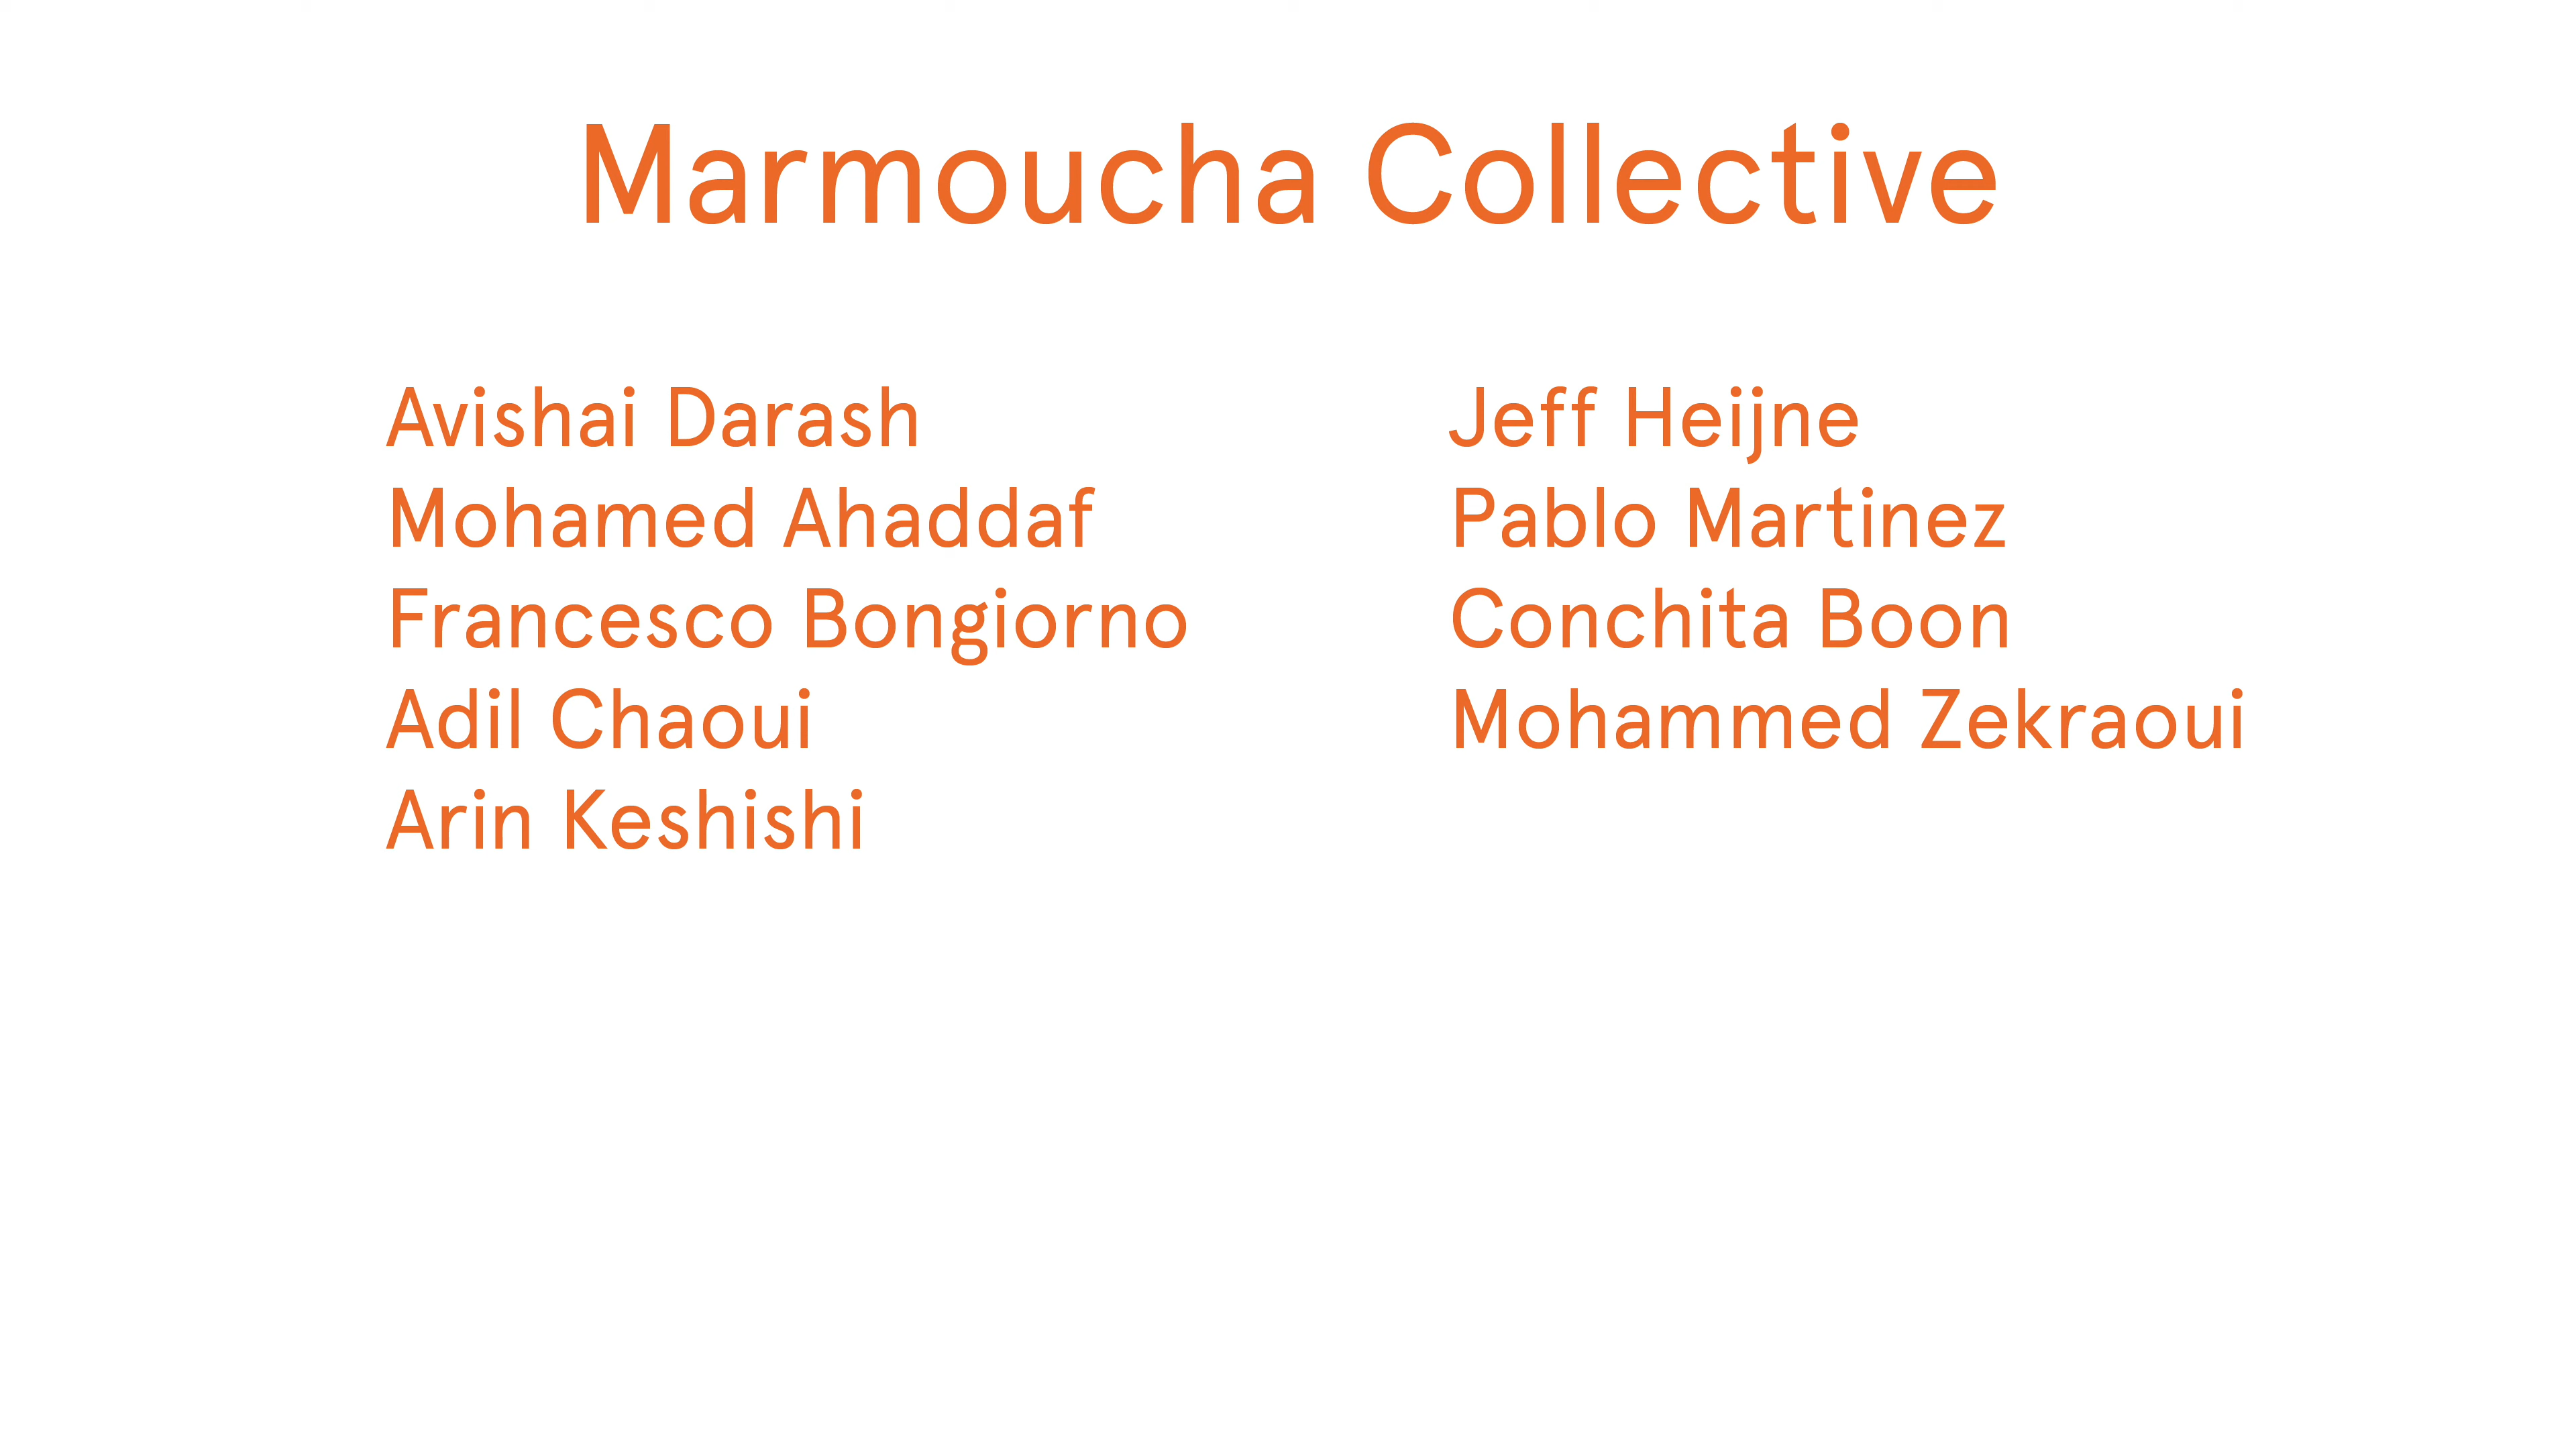 Marmoucha Collective
Avishai Darash
Mohamed Ahaddaf
Francesco Bongiorno
Adil Chaoui
Arin Keshishi
Jeff Heijne
Pablo Martinez
Conchita Boon
Mohammed Zekraoui